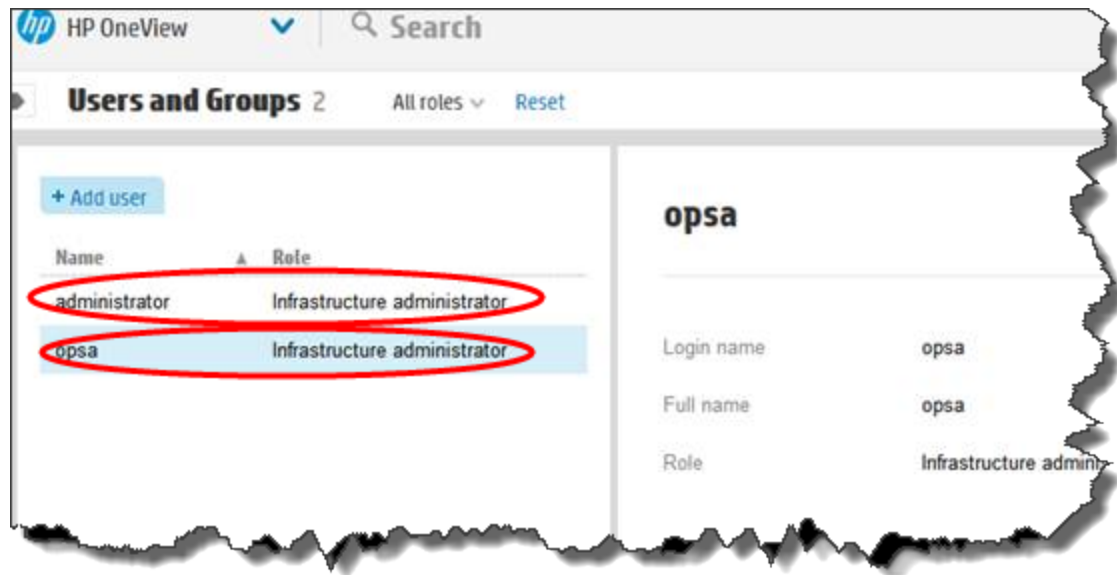 hp HP OneView Search
Users and Groups 2 All roles Reset
+ Add user
opsa
Name Role
administrator Infrastructure administrator
opsa Infrastructure administrator
Login name opsa
Full name opsa
Role Infrastructure admin